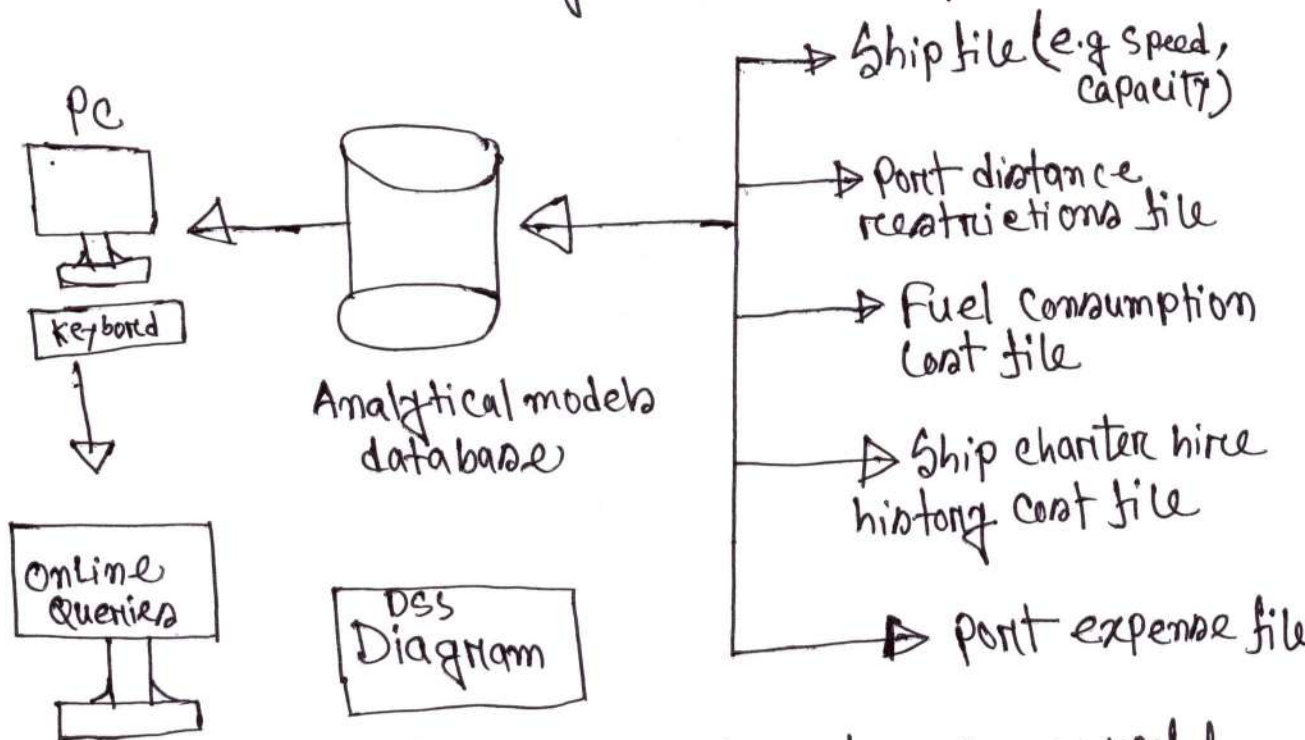 Ship file (e.g speed,
capacity)
PC
Port distance
restrictions file
Keybored
Fuel Consumption
Cost file
Analytical models
database
Ship charter hire
history cost file
Online
Queries
DSS
Diagram
Port expense file